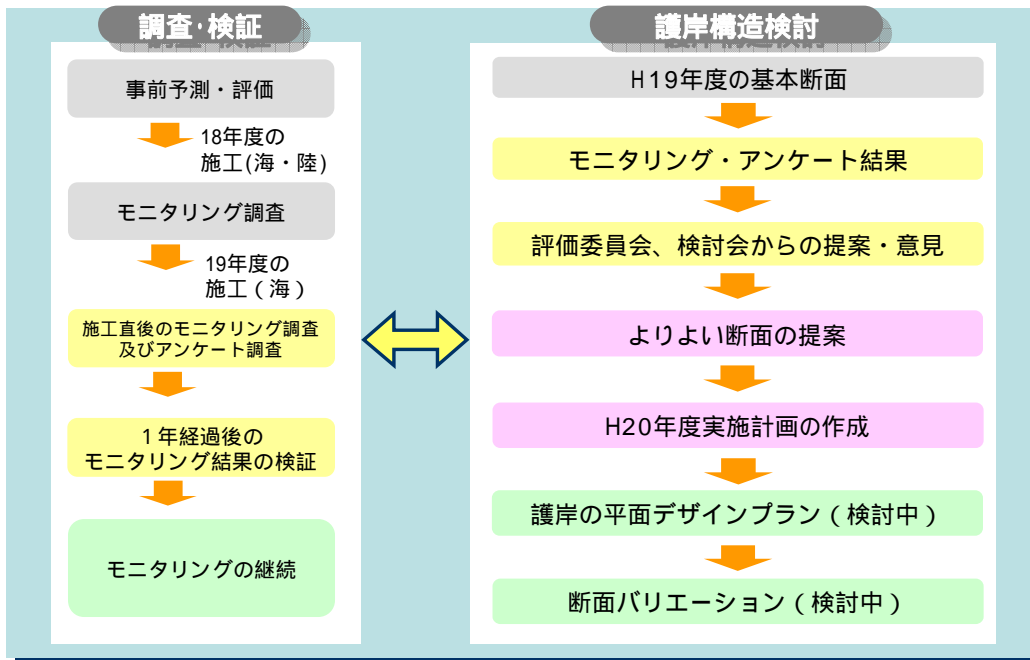 調査・検証
事前予測・評価
18年度の
施工(海・陸)
モニタリング調査
19年度の
施工（海）
施工直後のモニタリング調査
及びアンケート調査
１年経過後の
モニタリング結果の検証
モニタリングの継続
護岸構造検討
H19年度の基本断面
モニタリング・アンケート結果
評価委員会、検討会からの提案・意見
よりよい断面の提案
H20年度実施計画の作成
護岸の平面デザインプラン（検討中）
断面バリエーション（検討中）